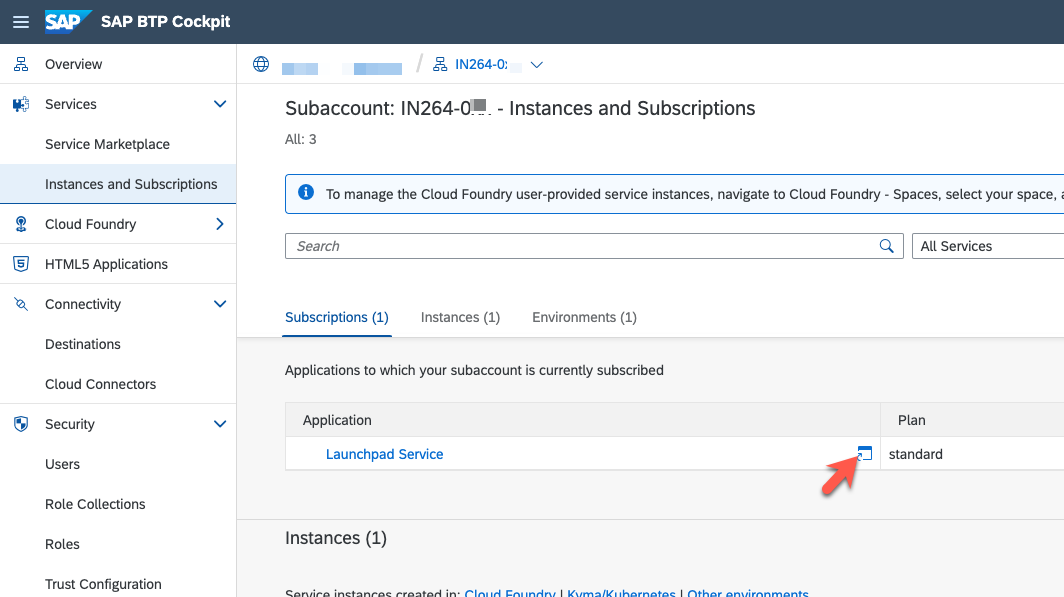 SAP SAP BTP Cockpit
Overview
Services
Service Marketplace
Instances and Subscriptions
Cloud Foundry
HTML5 Applications
Connectivity
Destinations
Cloud Connectors
Security
Users
Role Collections
Roles
Trust Configuration
/ IN264-0
Subaccount: IN264-0 - Instances and Subscriptions
All: 3
To manage the Cloud Foundry user-provided service instances, navigate to Cloud Foundry - Spaces, select your space,
Search
All Services
Subscriptions (1) Instances (1) Environments (1)
Applications to which your subaccount is currently subscribed
Application Plan
Launchpad Service standard
Instances (1)
Service instances created in: Cloud Foundry | Kyma/Kubernetes | Other environments